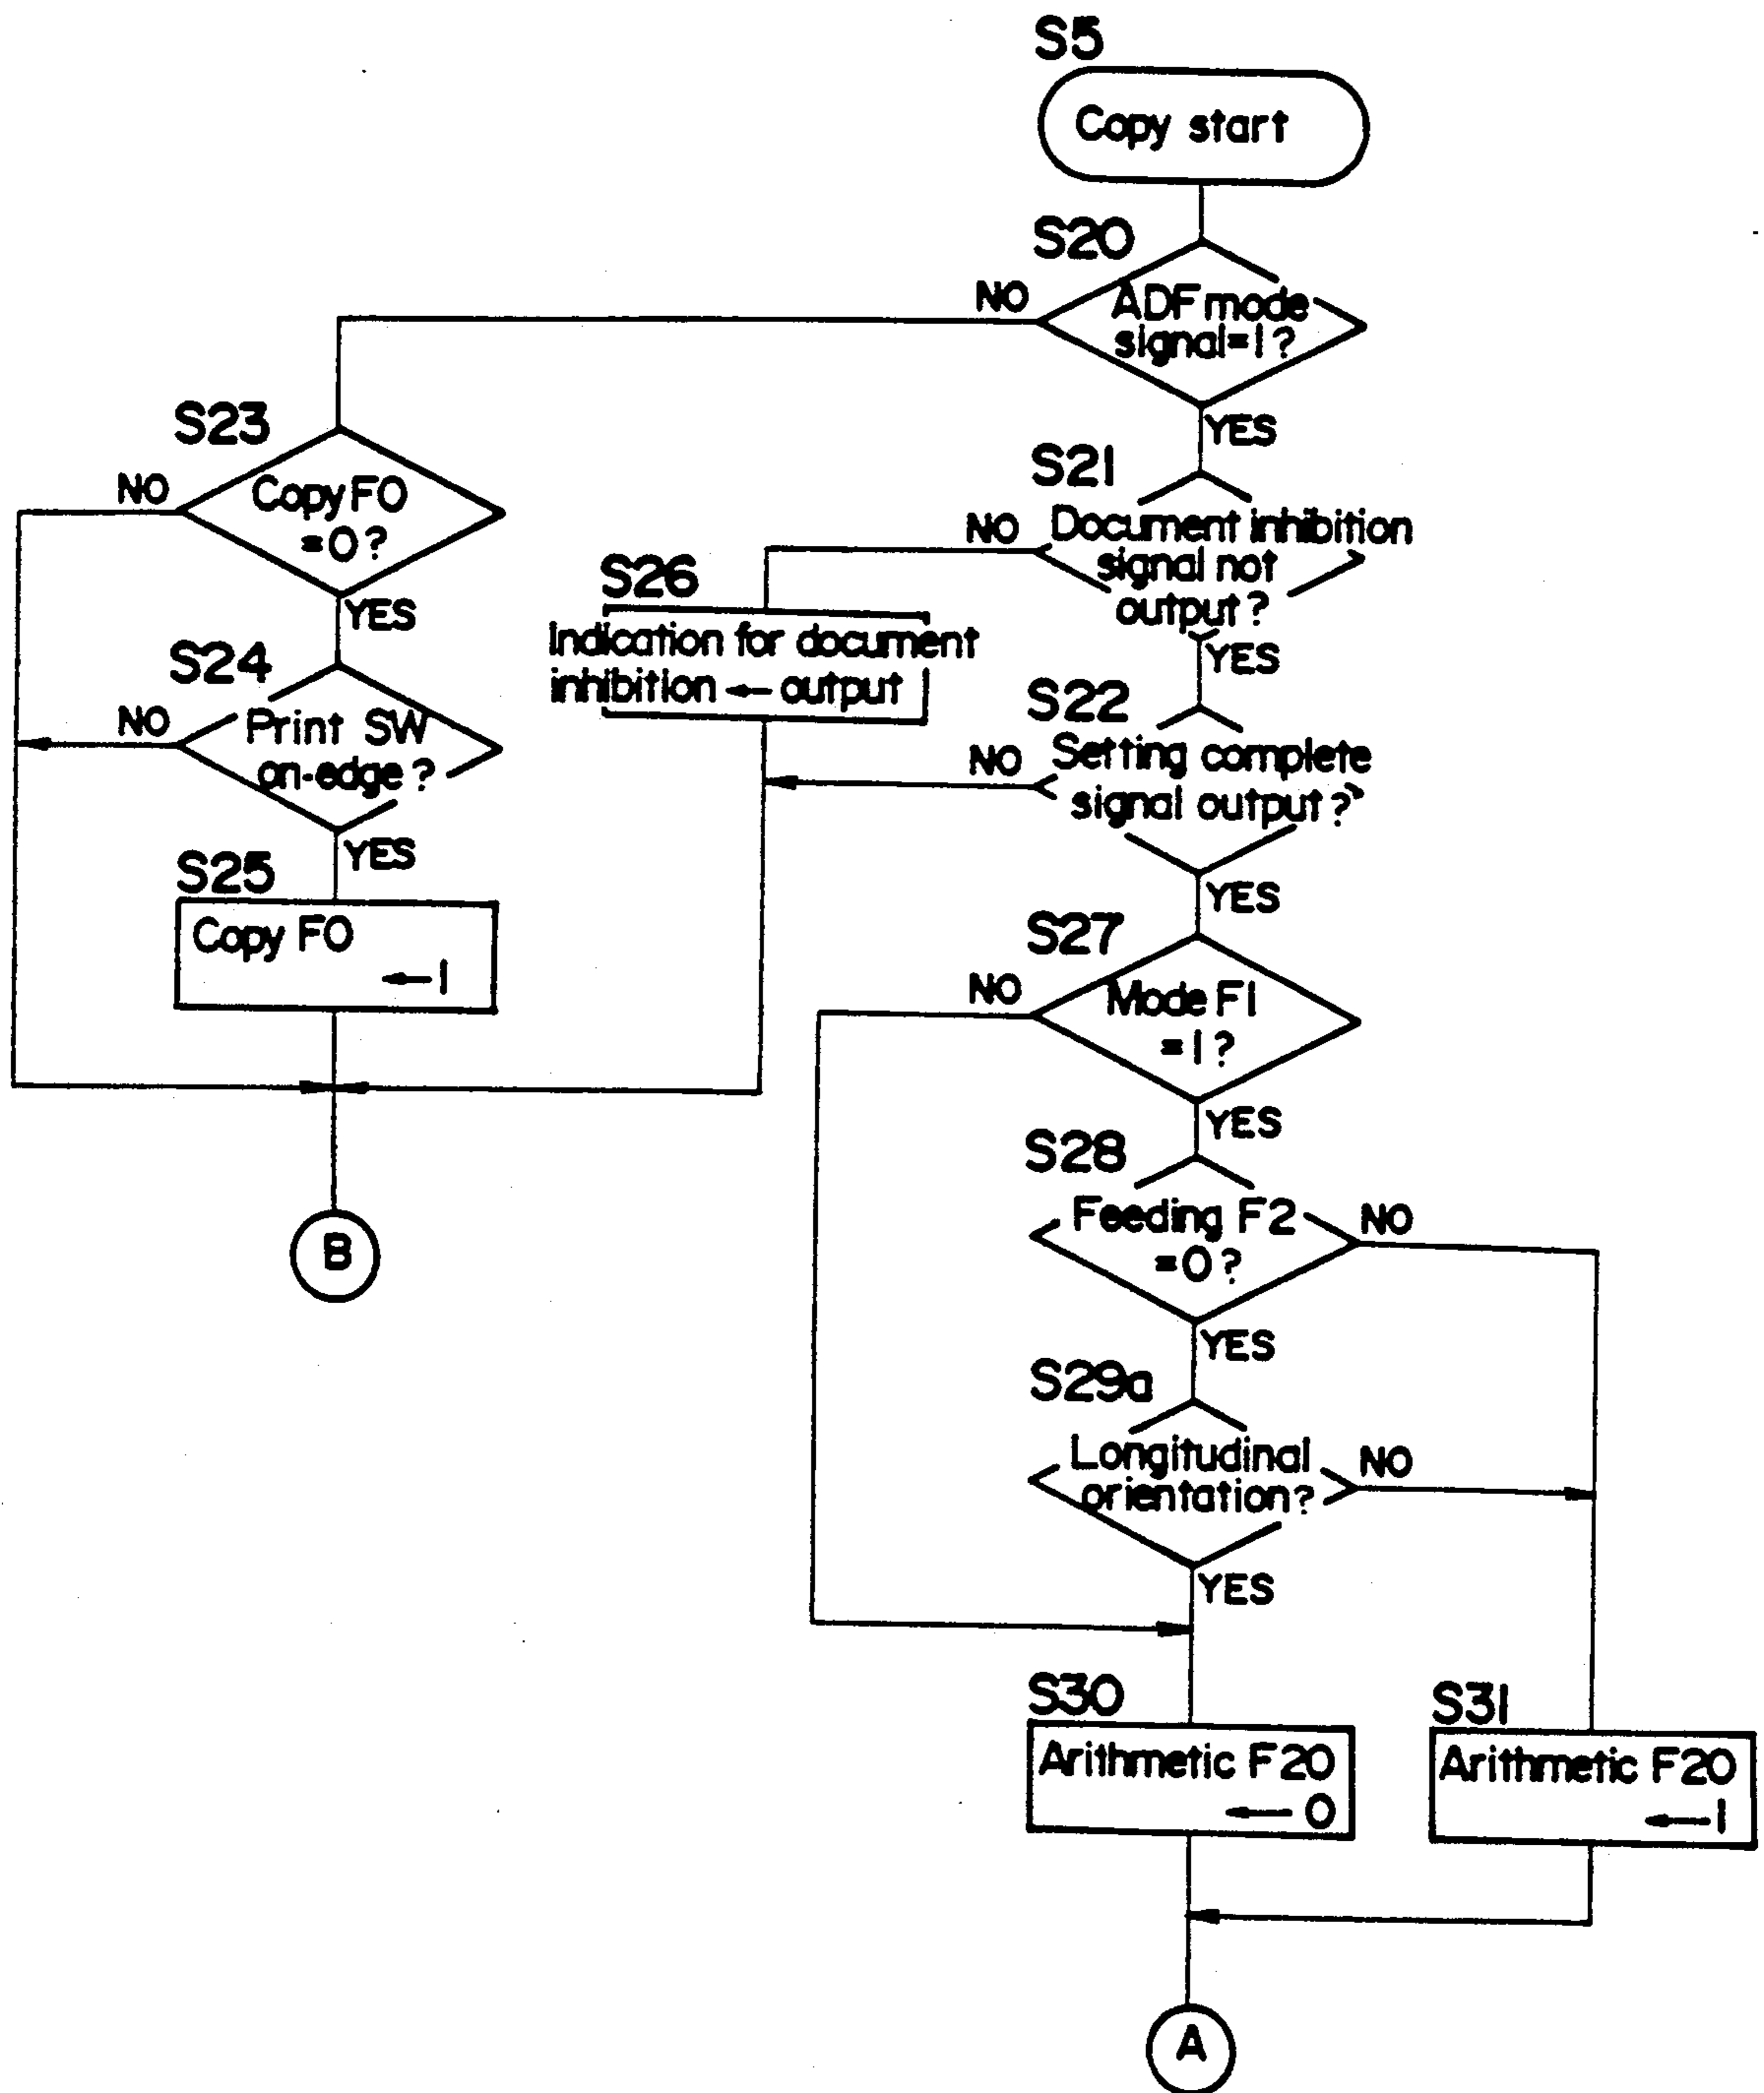 S5
Copy start
S20
NO
ADF mode
signal=1?
YES
S23
NO
Copy F0
=0?
YES
S21
NO
Document inhibition
signal not
output?
YES
S26
Indication for document
inhibition ← output
S24
NO
Print SW
on-edge?
YES
S22
NO
Setting complete
signal output?
YES
S25
Copy F0
←1
S27
NO
Mode F1
=1?
YES
B
S28
Feeding F2
=0?
NO
YES
S29a
Longitudinal
orientation?
NO
YES
S30
Arithmetic F20
←0
S31
Arithmetic F20
←1
A